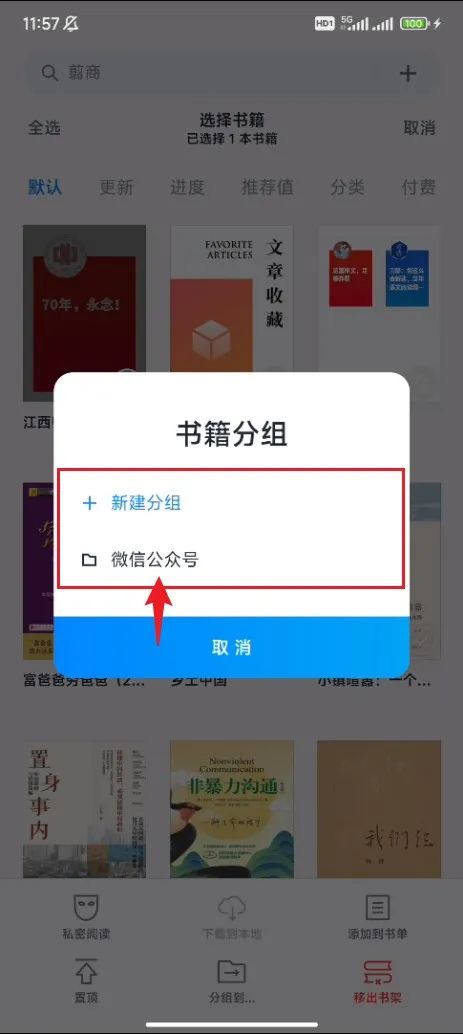 11:57
HD1 5G 100
翦商
全选
选择书籍
已选择 1 本书籍
取消
默认 更新 进度 推荐值 分类 付费
70年，永念!
FAVORITE
ARTICLES
文章收藏
江西
书籍分组
新建分组
微信公众号
取消
富爸爸穷爸爸（2...
乡土中国
小镇喧嚣：一个...
置身事内
Nonviolent
Communication
非暴力沟通
我们仨
私密阅读
下载到本地
添加到书单
置顶
分组到...
移出书架